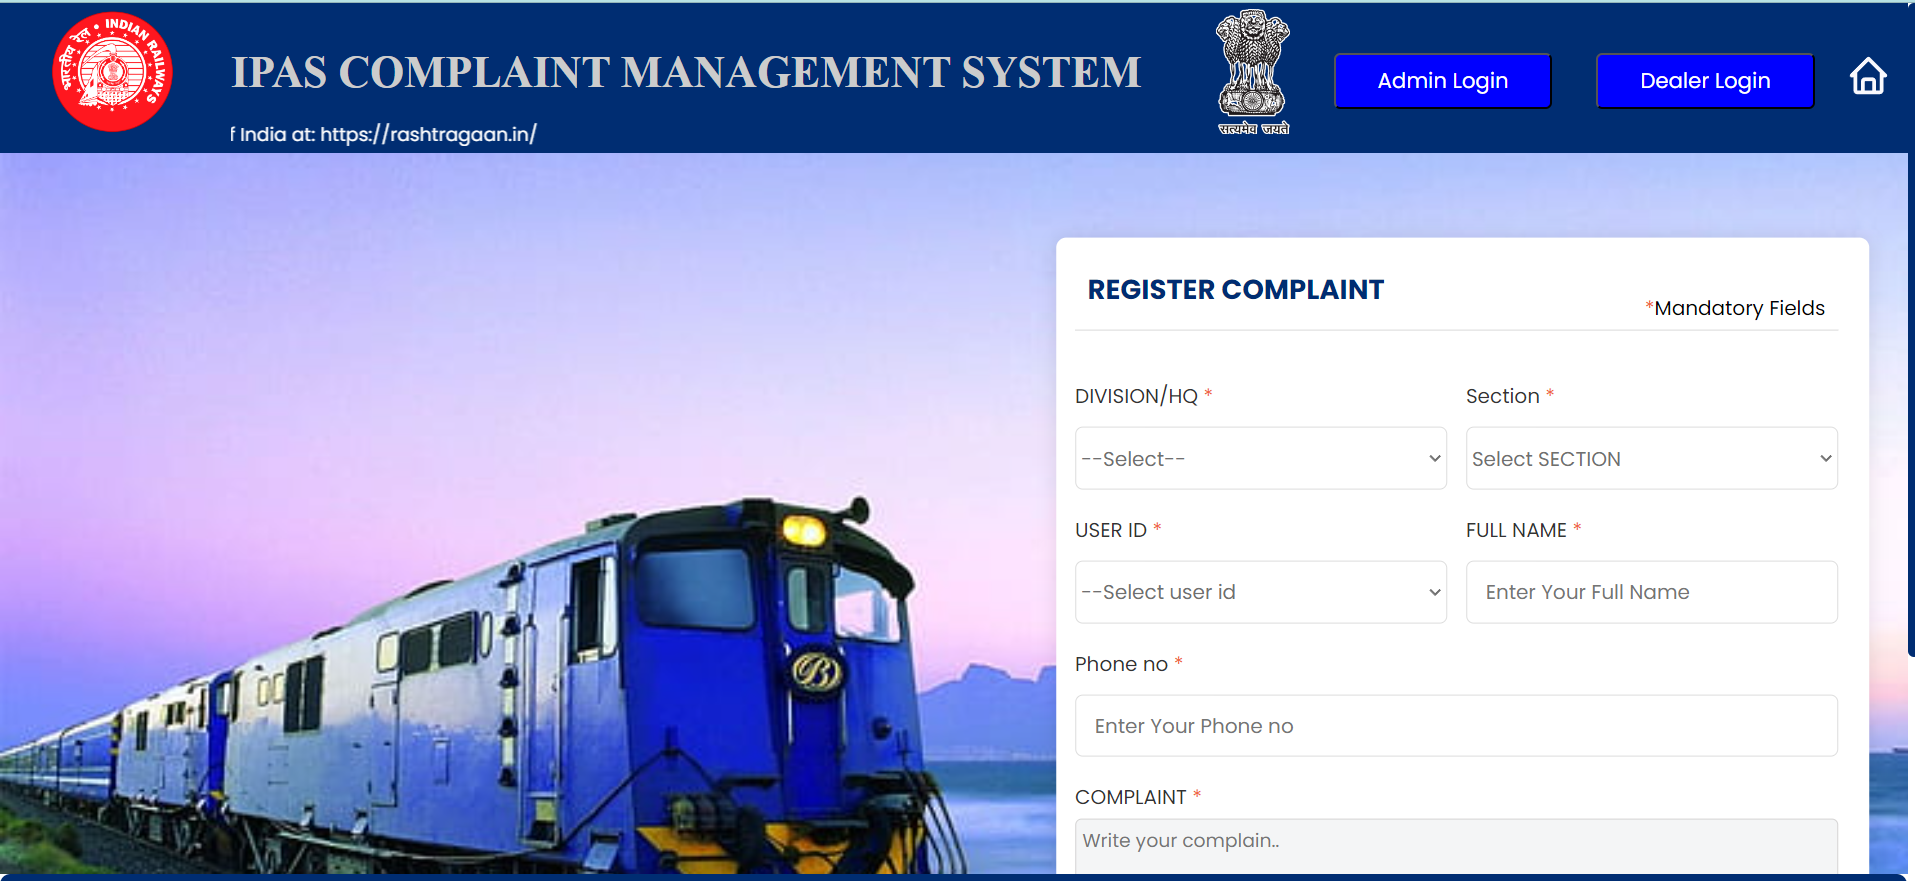 भारतीय रेल • INDIAN RAILWAYS
IPAS COMPLAINT MANAGEMENT SYSTEM
f India at: https://rashtragaan.in/
सत्यमेव जयते
Admin Login
Dealer Login
REGISTER COMPLAINT
*Mandatory Fields
DIVISION/HQ * Section *
--Select-- Select SECTION
USER ID * FULL NAME *
--Select user id Enter Your Full Name
Phone no *
Enter Your Phone no
COMPLAINT *
Write your complain..
B